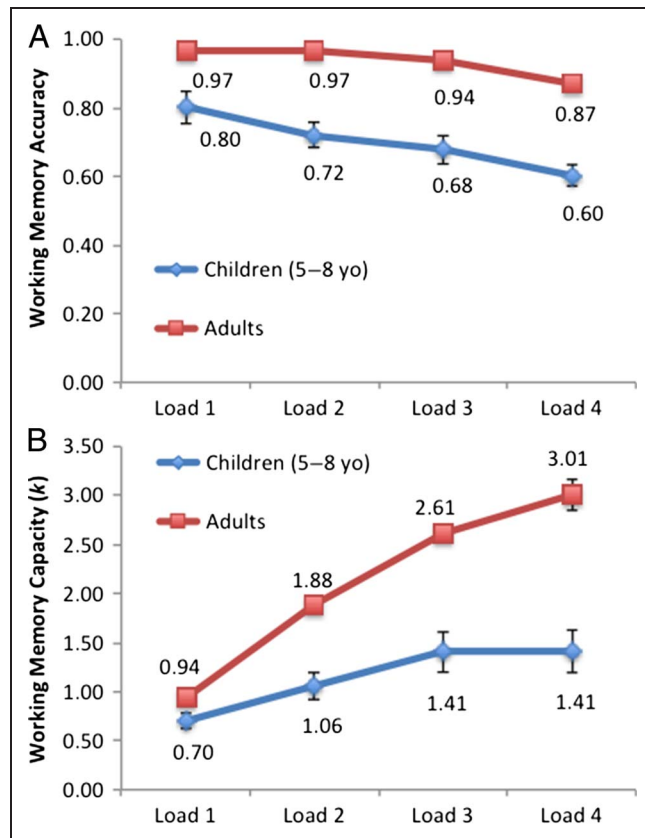 A
Working Memory Accuracy
1.00
0.80
0.60
0.40
0.20
0.00
0.97
0.97
0.94
0.87
0.80
0.72
0.68
0.60
Children (5–8 yo)
Adults
Load 1
Load 2
Load 3
Load 4
B
Working Memory Capacity (k)
3.50
3.00
2.50
2.00
1.50
1.00
0.50
0.00
Children (5–8 yo)
Adults
0.94
1.88
2.61
3.01
0.70
1.06
1.41
1.41
Load 1
Load 2
Load 3
Load 4